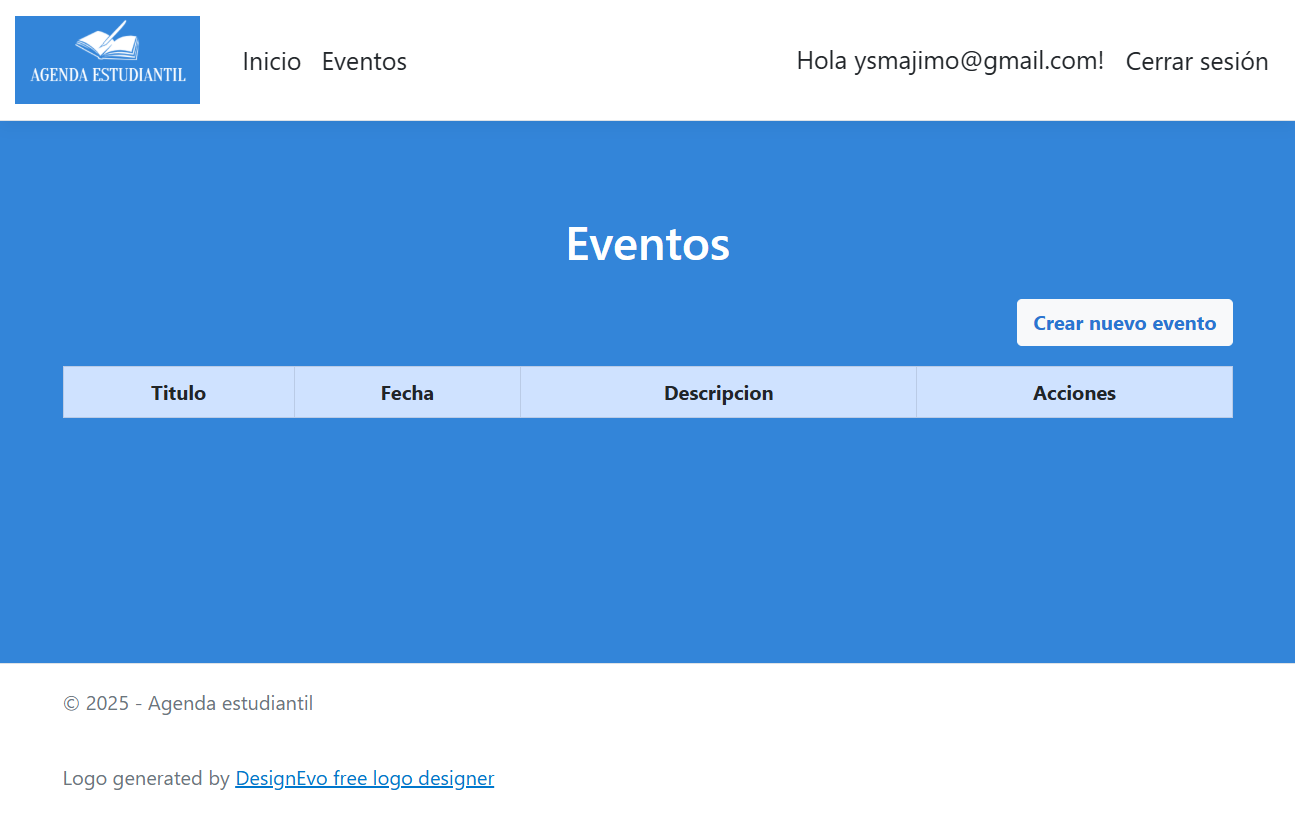 AGENDA ESTUDIANTIL
Inicio Eventos Hola ysmajimo@gmail.com! Cerrar sesión
Eventos
Crear nuevo evento
Titulo Fecha Descripcion Acciones
© 2025 - Agenda estudiantil
Logo generated by DesignEvo free logo designer